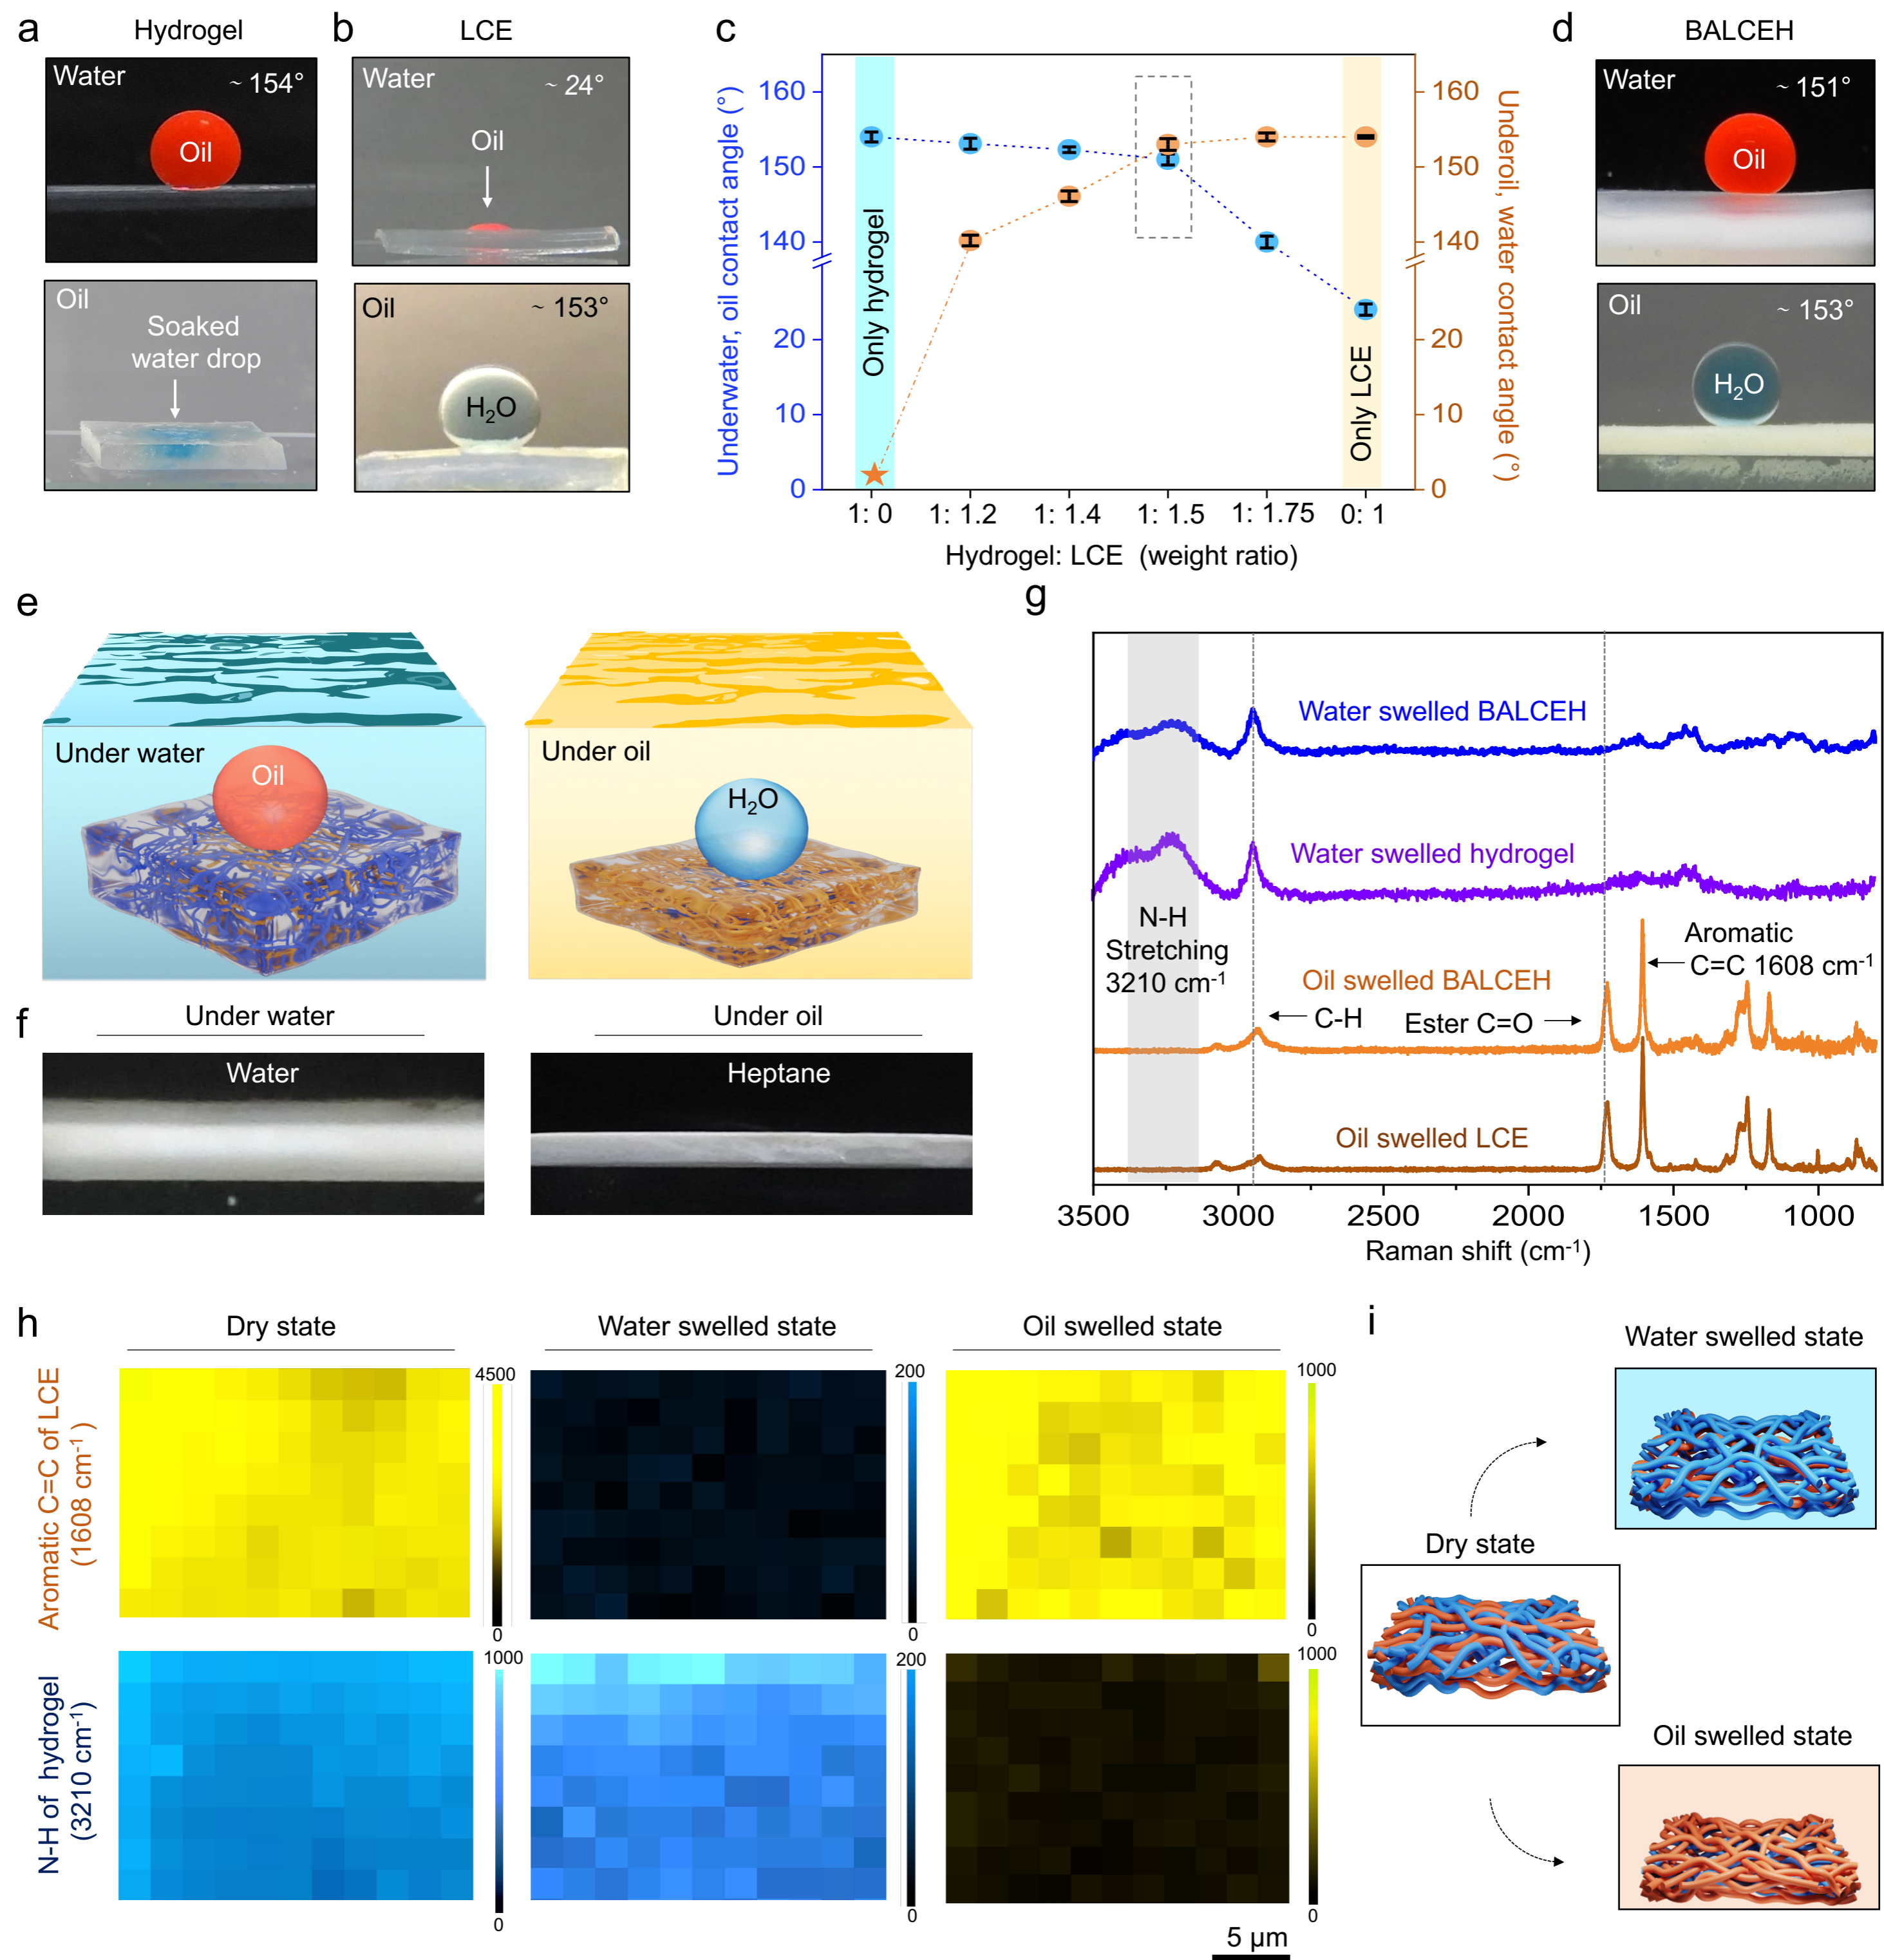 a
Hydrogel
Water
~ 154°
Oil
Oil
Soaked
water drop
b
LCE
Water
~ 24°
Oil
Oil
~ 153°
H2O
c
Underwater, oil contact angle (°)
160
150
140
20
10
0
Only hydrogel
Only LCE
160
150
140
20
10
0
Underoil, water contact angle (°)
1: 0
1: 1.2
1: 1.4
1: 1.5
1: 1.75
0: 1
Hydrogel: LCE (weight ratio)
d
BALCEH
Water
~ 151°
Oil
Oil
~ 153°
H2O
e
Under water
Oil
Under oil
H2O
f
Under water
Under oil
Water
Heptane
g
Water swelled BALCEH
Water swelled hydrogel
N-H
Stretching
3210 cm-1
Aromatic
C=C 1608 cm-1
Oil swelled BALCEH
C-H
Ester C=O
Oil swelled LCE
3500
3000
2500
2000
1500
1000
Raman shift (cm-1)
h
Dry state
Water swelled state
Oil swelled state
Aromatic C=C of LCE
(1608 cm-1 )
4500
0
200
0
1000
0
N-H of hydrogel
(3210 cm-1)
1000
0
200
0
1000
0
5 µm
i
Water swelled state
Dry state
Oil swelled state